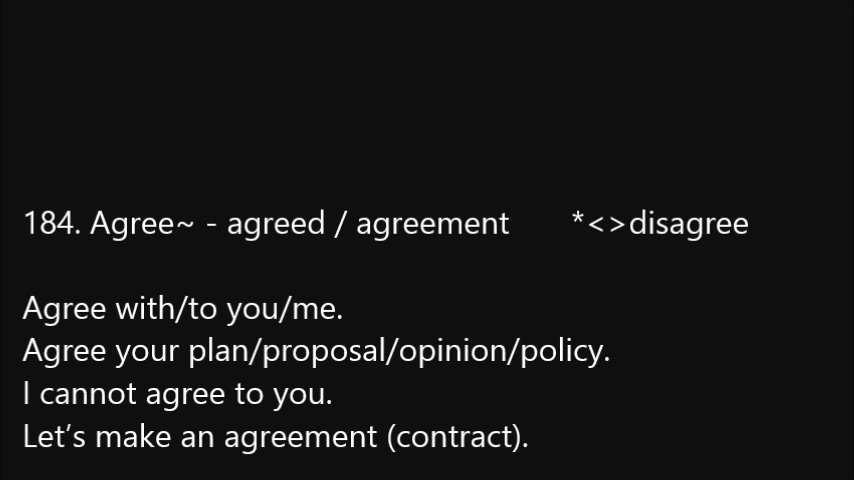 184. Agree~ - agreed / agreement *<>disagree
Agree with/to you/me.
Agree your plan/proposal/opinion/policy.
I cannot agree to you.
Let’s make an agreement (contract).